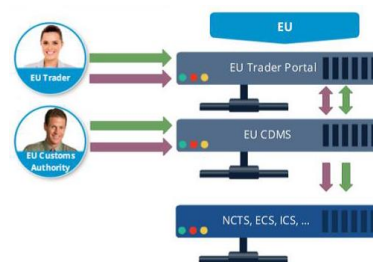 EU
EU Trader
EU Trader Portal
EU Customs
Authority
EU CDMS
NCTS, ECS, ICS, ...